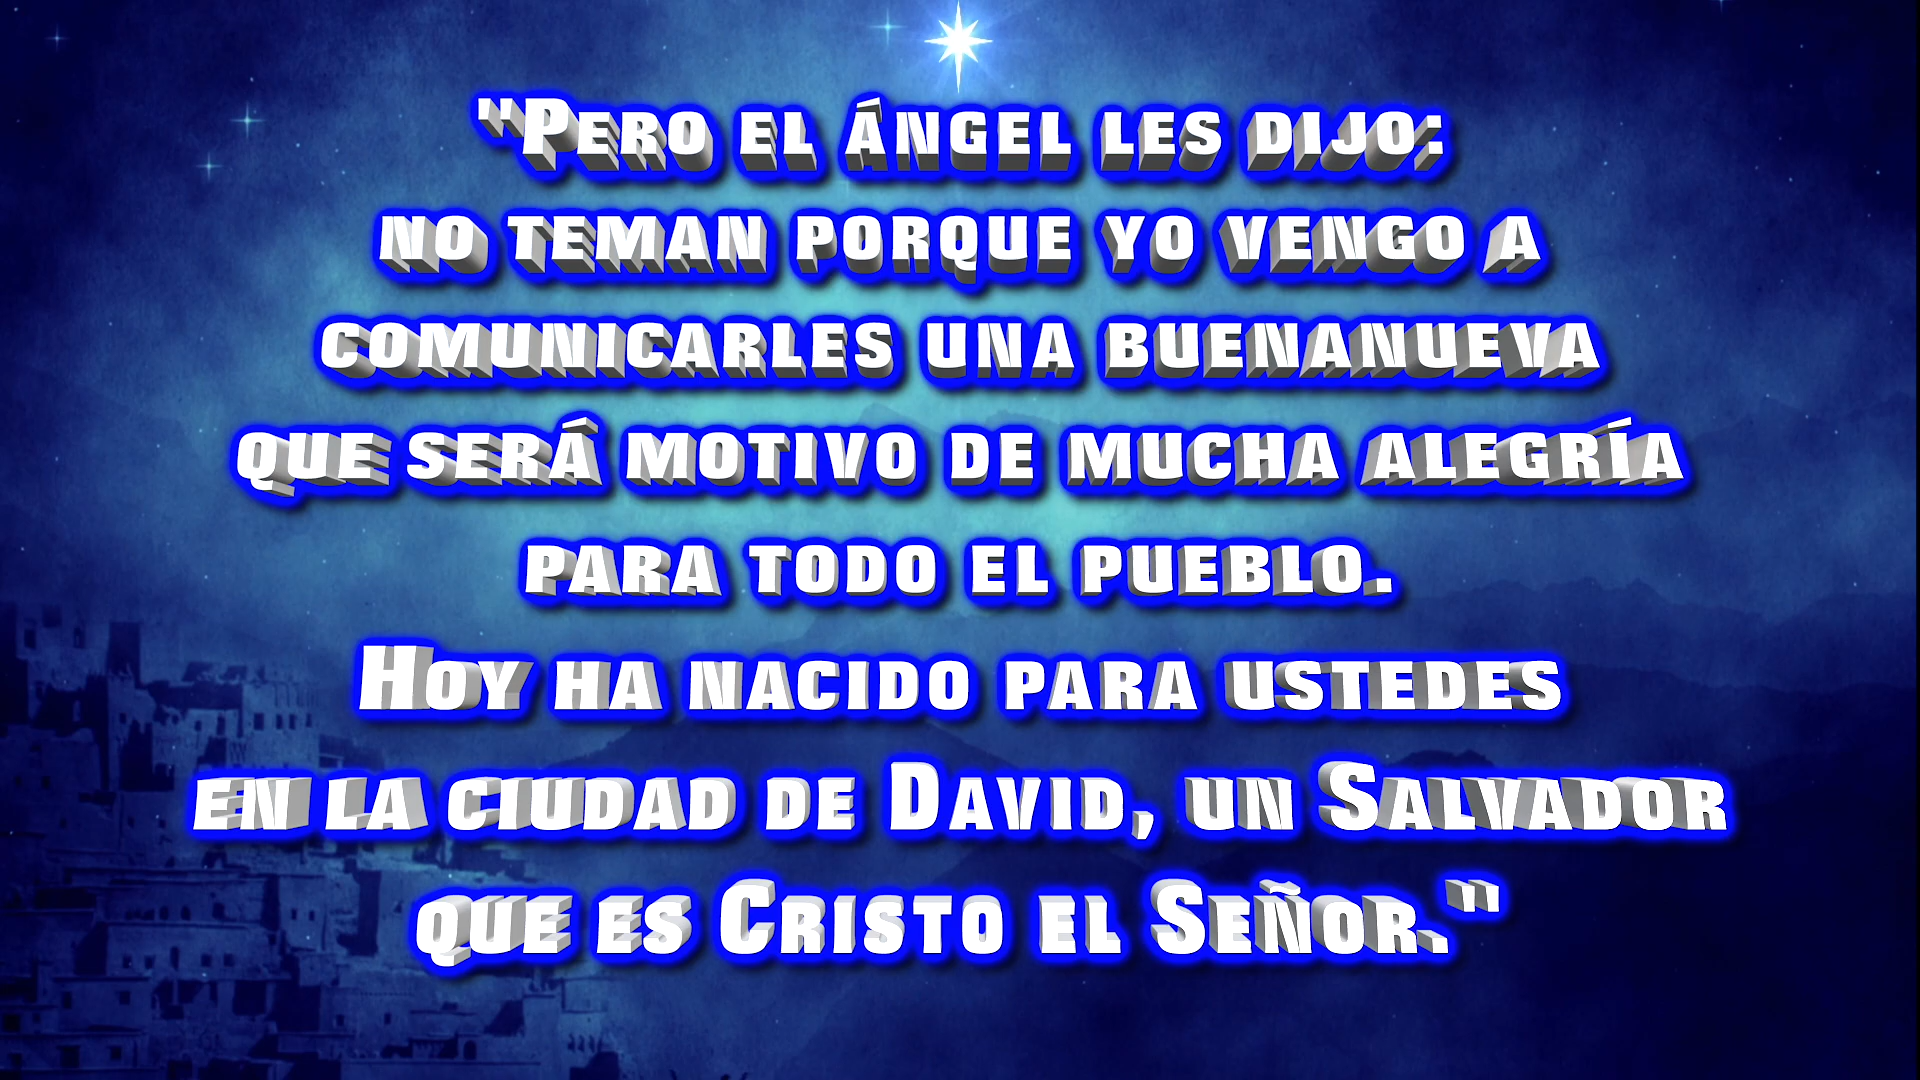 "Pero el ángel les dijo:
no teman porque yo vengo a
comunicarles una buenanueva
que será motivo de mucha alegría
para todo el pueblo.
Hoy ha nacido para ustedes
en la ciudad de David, un Salvador
que es Cristo el Señor."